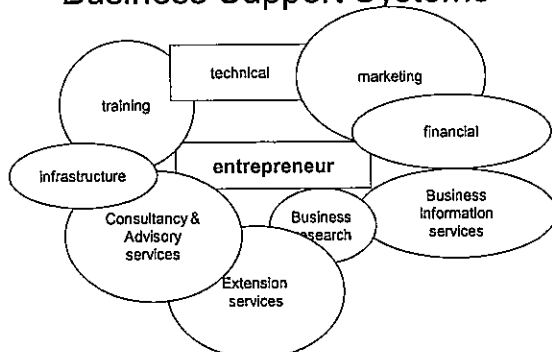 Business Support Systems
technical
marketing
training
financial
entrepreneur
infrastructure
Consultancy &
Advisory
services
Business
research
Business
Information
services
Extension
services